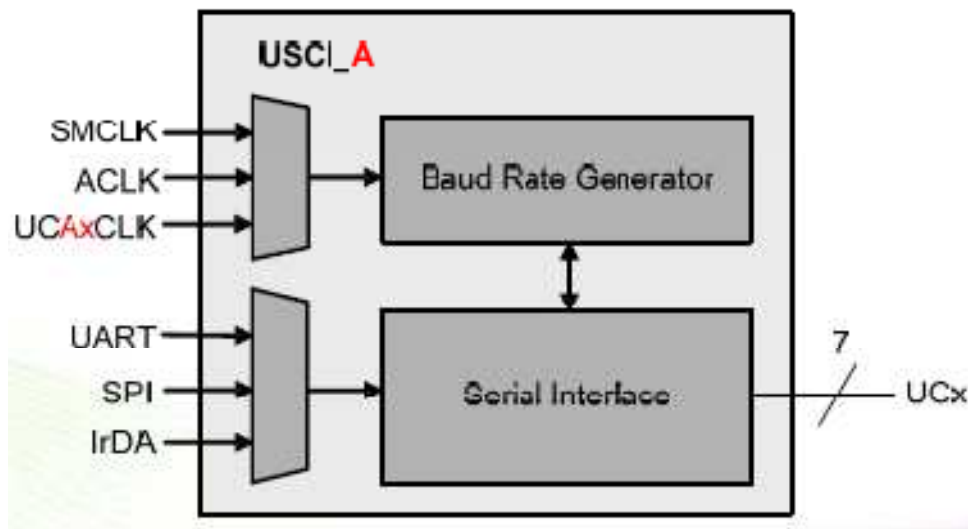 USCI_A
SMCLK
ACLK
UCAxCLK
Baud Rate Generator
UART
SPI
IrDA
Serial Interface
7
UCx